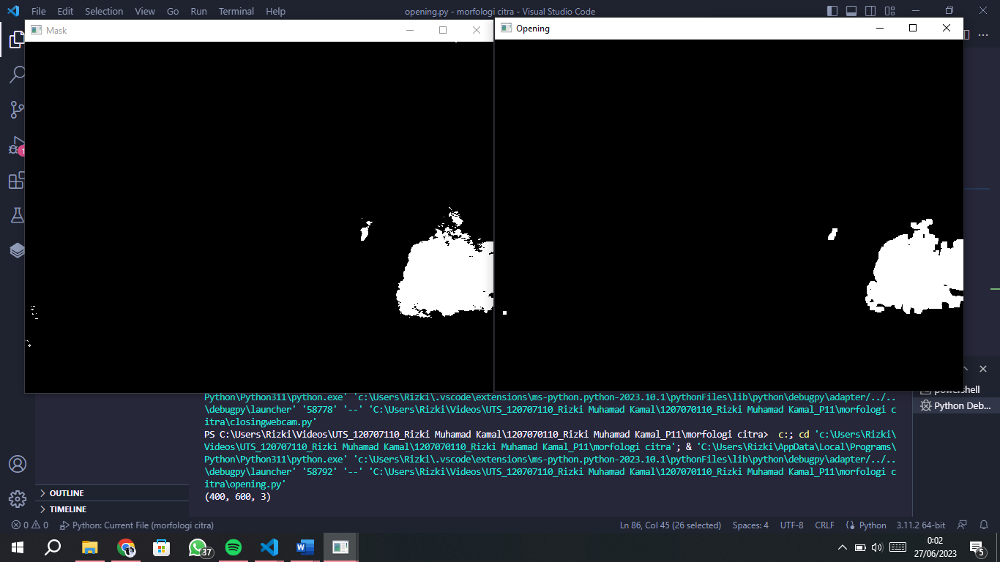 File Edit Selection View Go Run Terminal Help opening.py - morfologi citra - Visual Studio Code
Mask
Opening
1
Python\Python311\python.exe' 'c:\Users\Rizki\.vscode\extensions\ms-python.python-2023.10.1\pythonFiles\lib\python\debugpy\adapter/../..
\debugpy\launcher' '58778' '--' 'C:\Users\Rizki\Videos\UTS_120707110_Rizki Muhamad Kamal\1207070110_Rizki Muhamad Kamal_P11\morfologi c
itra\closingwebcam.py'
PS C:\Users\Rizki\Videos\UTS_120707110_Rizki Muhamad Kamal\1207070110_Rizki Muhamad Kamal_P11\morfologi citra>  c:; cd 'c:\Users\Rizki\
Videos\UTS_120707110_Rizki Muhamad Kamal\1207070110_Rizki Muhamad Kamal_P11\morfologi citra'; & 'C:\Users\Rizki\AppData\Local\Programs\
Python\Python311\python.exe' 'c:\Users\Rizki\.vscode\extensions\ms-python.python-2023.10.1\pythonFiles\lib\python\debugpy\adapter/../..
\debugpy\launcher' '58792' '--' 'C:\Users\Rizki\Videos\UTS_120707110_Rizki Muhamad Kamal\1207070110_Rizki Muhamad Kamal_P11\morfologi c
itra\opening.py'
(400, 600, 3)
powershell
Python Deb...
OUTLINE
TIMELINE
0 0 Python: Current File (morfologi citra) Ln 86, Col 45 (26 selected) Spaces: 4 UTF-8 CRLF Python 3.11.2 64-bit
37
0:02
27/06/2023
5